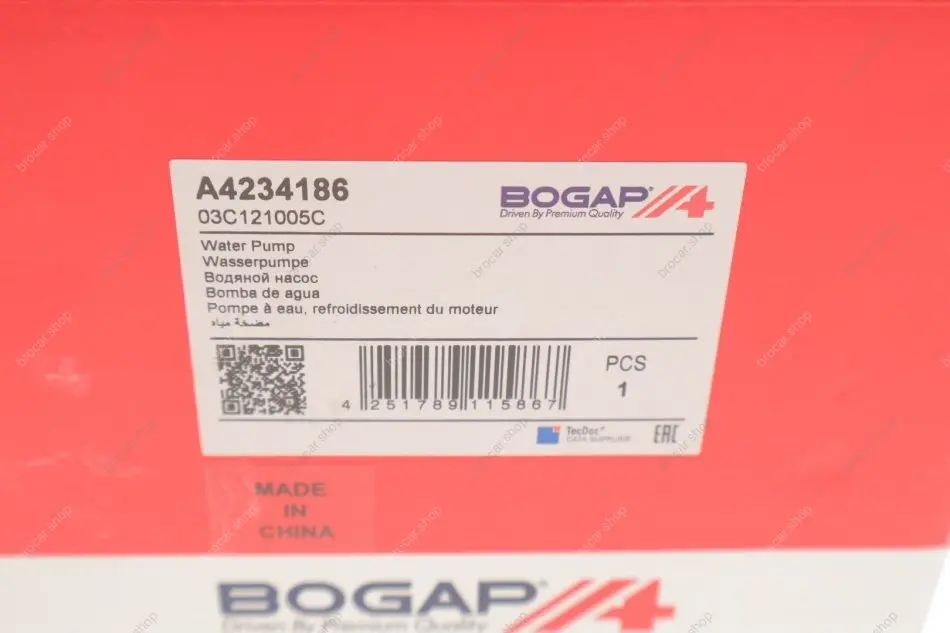 A4234186
03C121005C
BOGAP
Driven By Premium Quality
Water Pump
Wasserpumpe
Водяной насос
Bomba de agua
Pompe à eau, refroidissement du moteur
مضخة مياه
PCS
1
4 251789 115867
TecDoc
DATA SUPPLIER
EAC
MADE
IN
CHINA
BOGAP
Driven By Premium Quality
brocar.shop